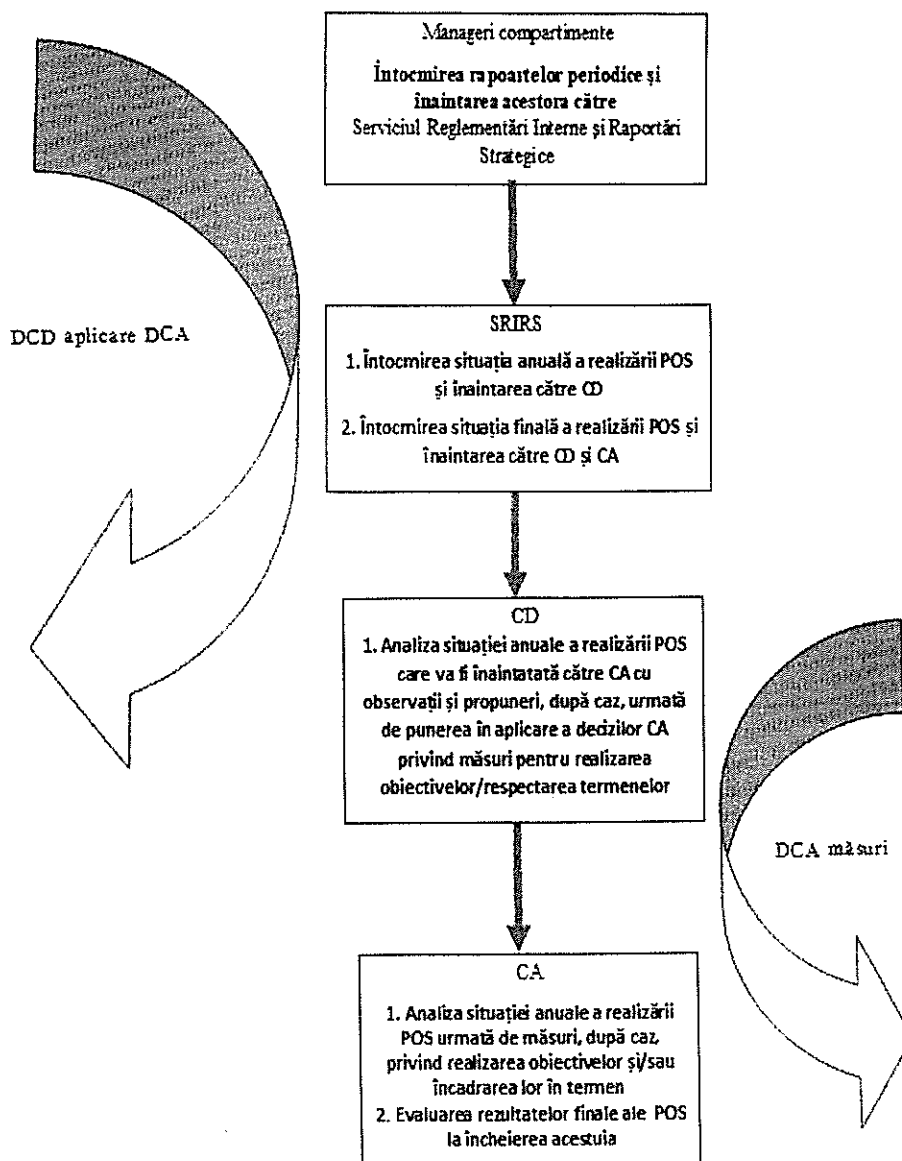 Manageri compartimente
Întocmirea rapoartelor periodice și
înaintarea acestora către
Serviciul Reglementări Interne și Raportări
Strategice
DCD aplicare DCA
SRIRS
1. Întocmirea situația anuală a realizării POS
și înaintarea către CD
2. Întocmirea situația finală a realizării POS și
înaintarea către CD și CA
CD
1. Analiza situației anuale a realizării POS
care va fi înaintatată către CA cu
observații și propuneri, după caz, urmată
de punerea în aplicare a decizilor CA
privind măsuri pentru realizarea
obiectivelor/respectarea termenelor
DCA măsuri
CA
1. Analiza situației anuale a realizării
POS urmată de măsuri, după caz,
privind realizarea obiectivelor și/sau
încadrarea lor în termen
2. Evaluarea rezultatelor finale ale POS
la încheierea acestuia